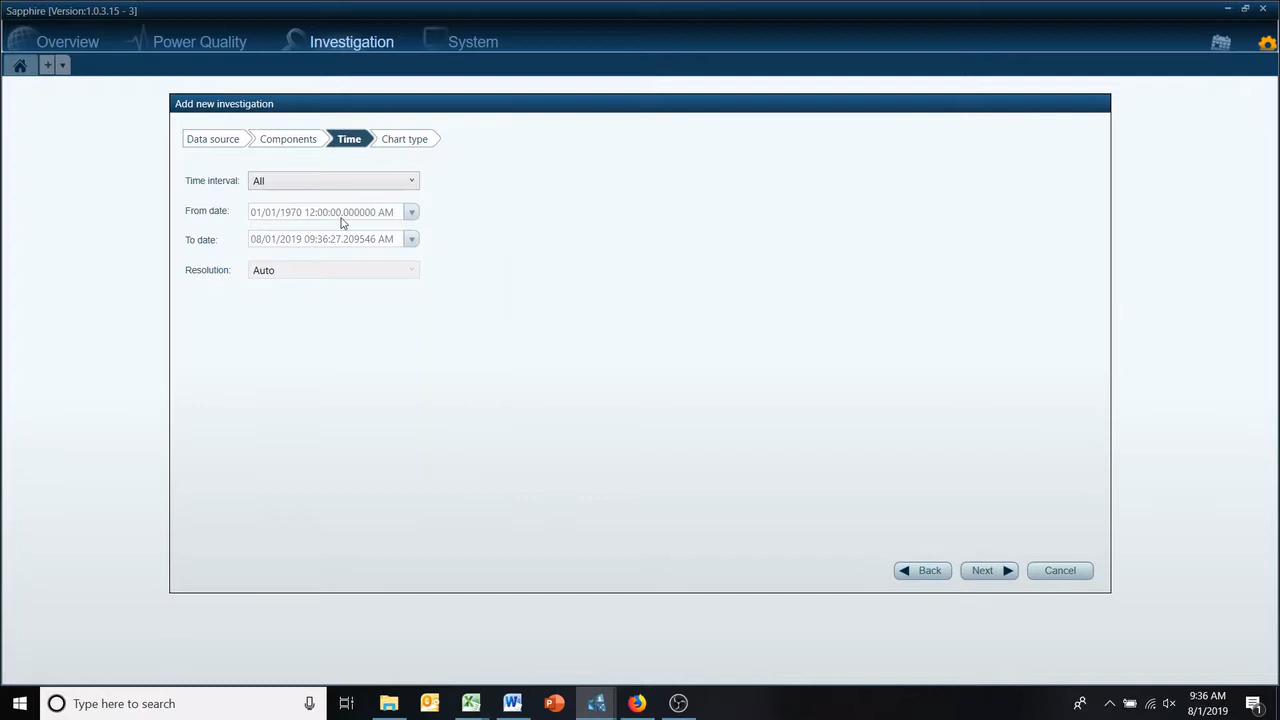 Sapphire [Version:1.0.3.15 - 3]
Overview Power Quality Investigation System
+
Add new investigation
Data source Components Time Chart type
Time interval: All
From date: 01/01/1970 12:00:00.000000 AM
To date: 08/01/2019 09:36:27.209546 AM
Resolution: Auto
Back Next Cancel
Type here to search
9:36 AM
8/1/2019
1